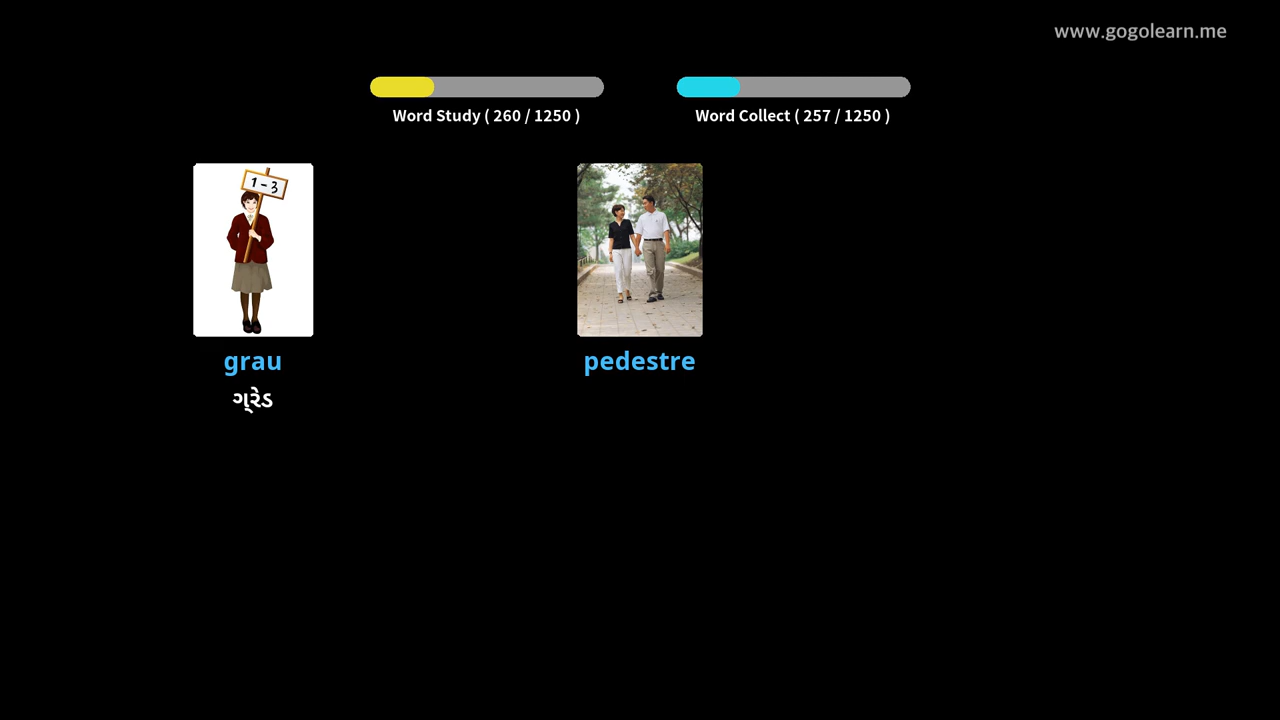 www.gogolearn.me
Word Study ( 260 / 1250 )
Word Collect ( 257 / 1250 )
1 - 3
grau
pedestre
ગ્રેડ